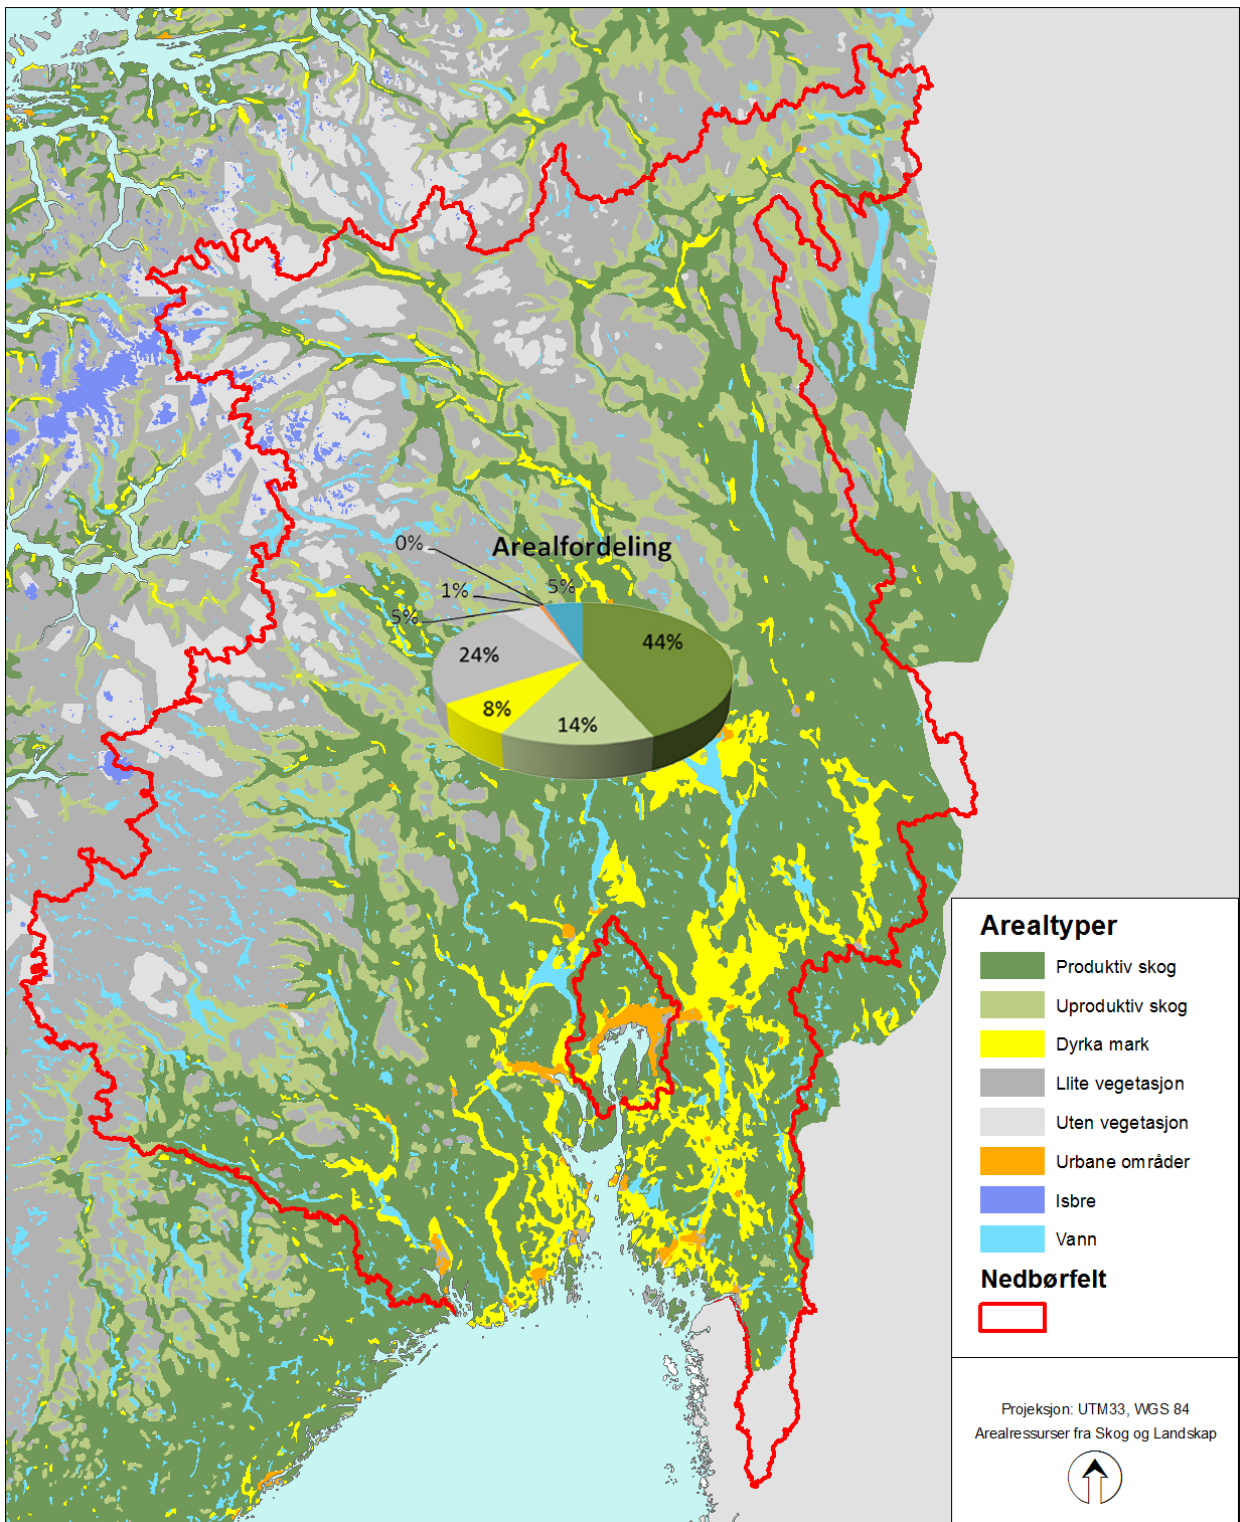 Arealfordeling
0%
1%
5%
5%
24%
44%
8%
14%
Arealtyper
Produktiv skog
Uproduktiv skog
Dyrka mark
Llite vegetasjon
Uten vegetasjon
Urbane områder
Isbre
Vann
Nedbørfelt
Projeksjon: UTM33, WGS 84
Arealressurser fra Skog og Landskap